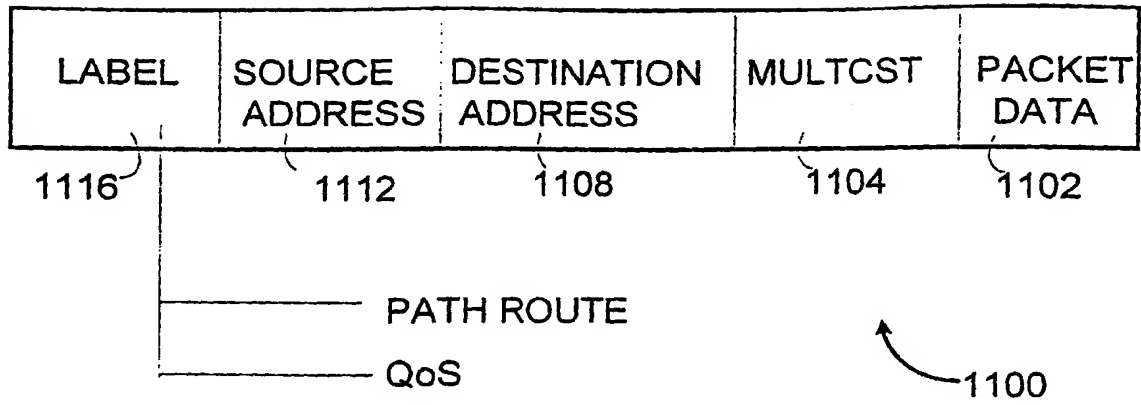 LABEL SOURCE ADDRESS DESTINATION ADDRESS MULTCST PACKET DATA
1116 1112 1108 1104 1102
PATH ROUTE
QoS
1100